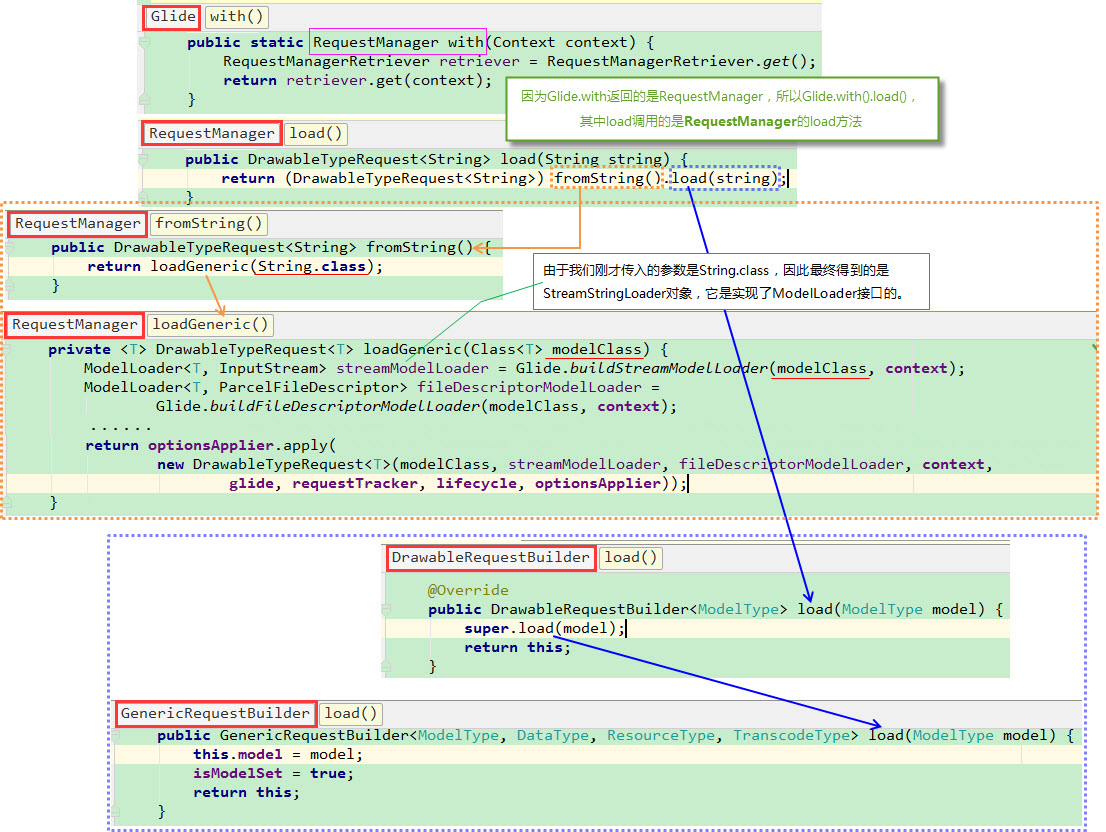 Glide with()
public static RequestManager with(Context context) {
RequestManagerRetriever retriever = RequestManagerRetriever.get();
return retriever.get(context);
}
因为Glide.with返回的是RequestManager，所以Glide.with().load()，
其中load调用的是RequestManager的load方法
RequestManager load()
public DrawableTypeRequest<String> load(String string) {
return (DrawableTypeRequest<String>) fromString().load(string);
}
RequestManager fromString()
public DrawableTypeRequest<String> fromString() {
return loadGeneric(String.class);
}
由于我们刚才传入的参数是String.class，因此最终得到的是
StreamStringLoader对象，它是实现了ModelLoader接口的。
RequestManager loadGeneric()
private <T> DrawableTypeRequest<T> loadGeneric(Class<T> modelClass) {
ModelLoader<T, InputStream> streamModelLoader = Glide.buildStreamModelLoader(modelClass, context);
ModelLoader<T, ParcelFileDescriptor> fileDescriptorModelLoader =
Glide.buildFileDescriptorModelLoader(modelClass, context);
......
return optionsApplier.apply(
new DrawableTypeRequest<T>(modelClass, streamModelLoader, fileDescriptorModelLoader, context,
glide, requestTracker, lifecycle, optionsApplier));
}
DrawableRequestBuilder load()
@Override
public DrawableRequestBuilder<ModelType> load(ModelType model) {
super.load(model);
return this;
}
GenericRequestBuilder load()
public GenericRequestBuilder<ModelType, DataType, ResourceType, TranscodeType> load(ModelType model) {
this.model = model;
isModelSet = true;
return this;
}